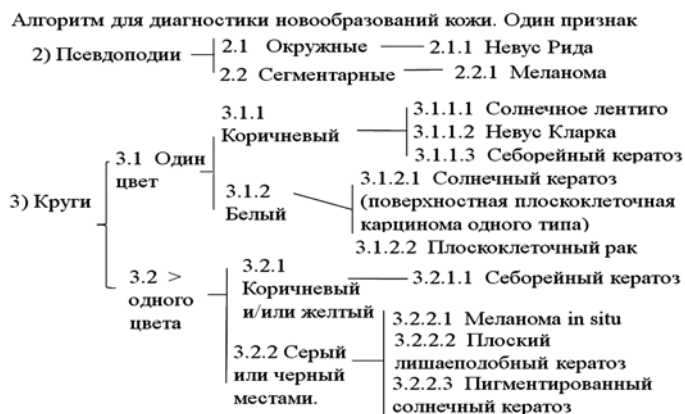 Алгоритм для диагностики новообразований кожи. Один признак
2) Псевдоподии
2.1 Окружные
2.1.1 Невус Рида
2.2 Сегментарные
2.2.1 Меланома
3) Круги
3.1 Один
цвет
3.1.1
Коричневый
3.1.1.1 Солнечное лентиго
3.1.1.2 Невус Кларка
3.1.1.3 Себорейный кератоз
3.1.2
Белый
3.1.2.1 Солнечный кератоз
(поверхностная плоскоклеточная
карцинома одного типа)
3.1.2.2 Плоскоклеточный рак
3.2 >
одного
цвета
3.2.1
Коричневый
и/или желтый
3.2.1.1 Себорейный кератоз
3.2.2 Серый
или черный
местами.
3.2.2.1 Меланома in situ
3.2.2.2 Плоский
лишаеподобный кератоз
3.2.2.3 Пигментированный
солнечный кератоз